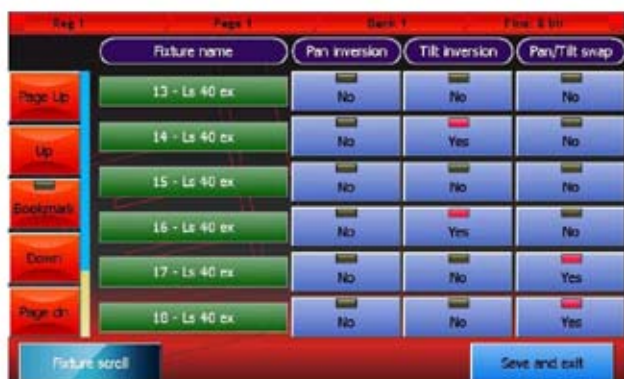 Reg 1 Page 1 Bank 1 Fine: 8 bit
Fixture name Pan inversion Tilt inversion Pan/Tilt swap
Page Up 13 - Ls 40 ex No No No
Up 14 - Ls 40 ex No Yes No
Bookmark 15 - Ls 40 ex No No No
16 - Ls 40 ex No Yes No
Down 17 - Ls 40 ex No No Yes
Page dn 18 - Ls 40 ex No No Yes
Fixture scroll Save and exit